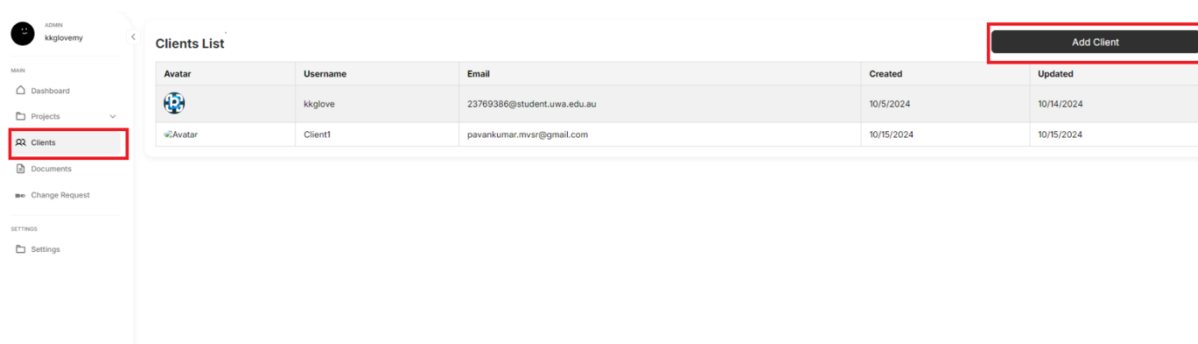 ADMIN
kkglovemy
MAIN
Dashboard
Projects
Clients
Documents
Change Request
SETTINGS
Settings
Clients List
Add Client
Avatar Username Email Created Updated
kkglove 23769386@student.uwa.edu.au 10/5/2024 10/14/2024
Avatar Client1 pavankumar.mvsr@gmail.com 10/15/2024 10/15/2024